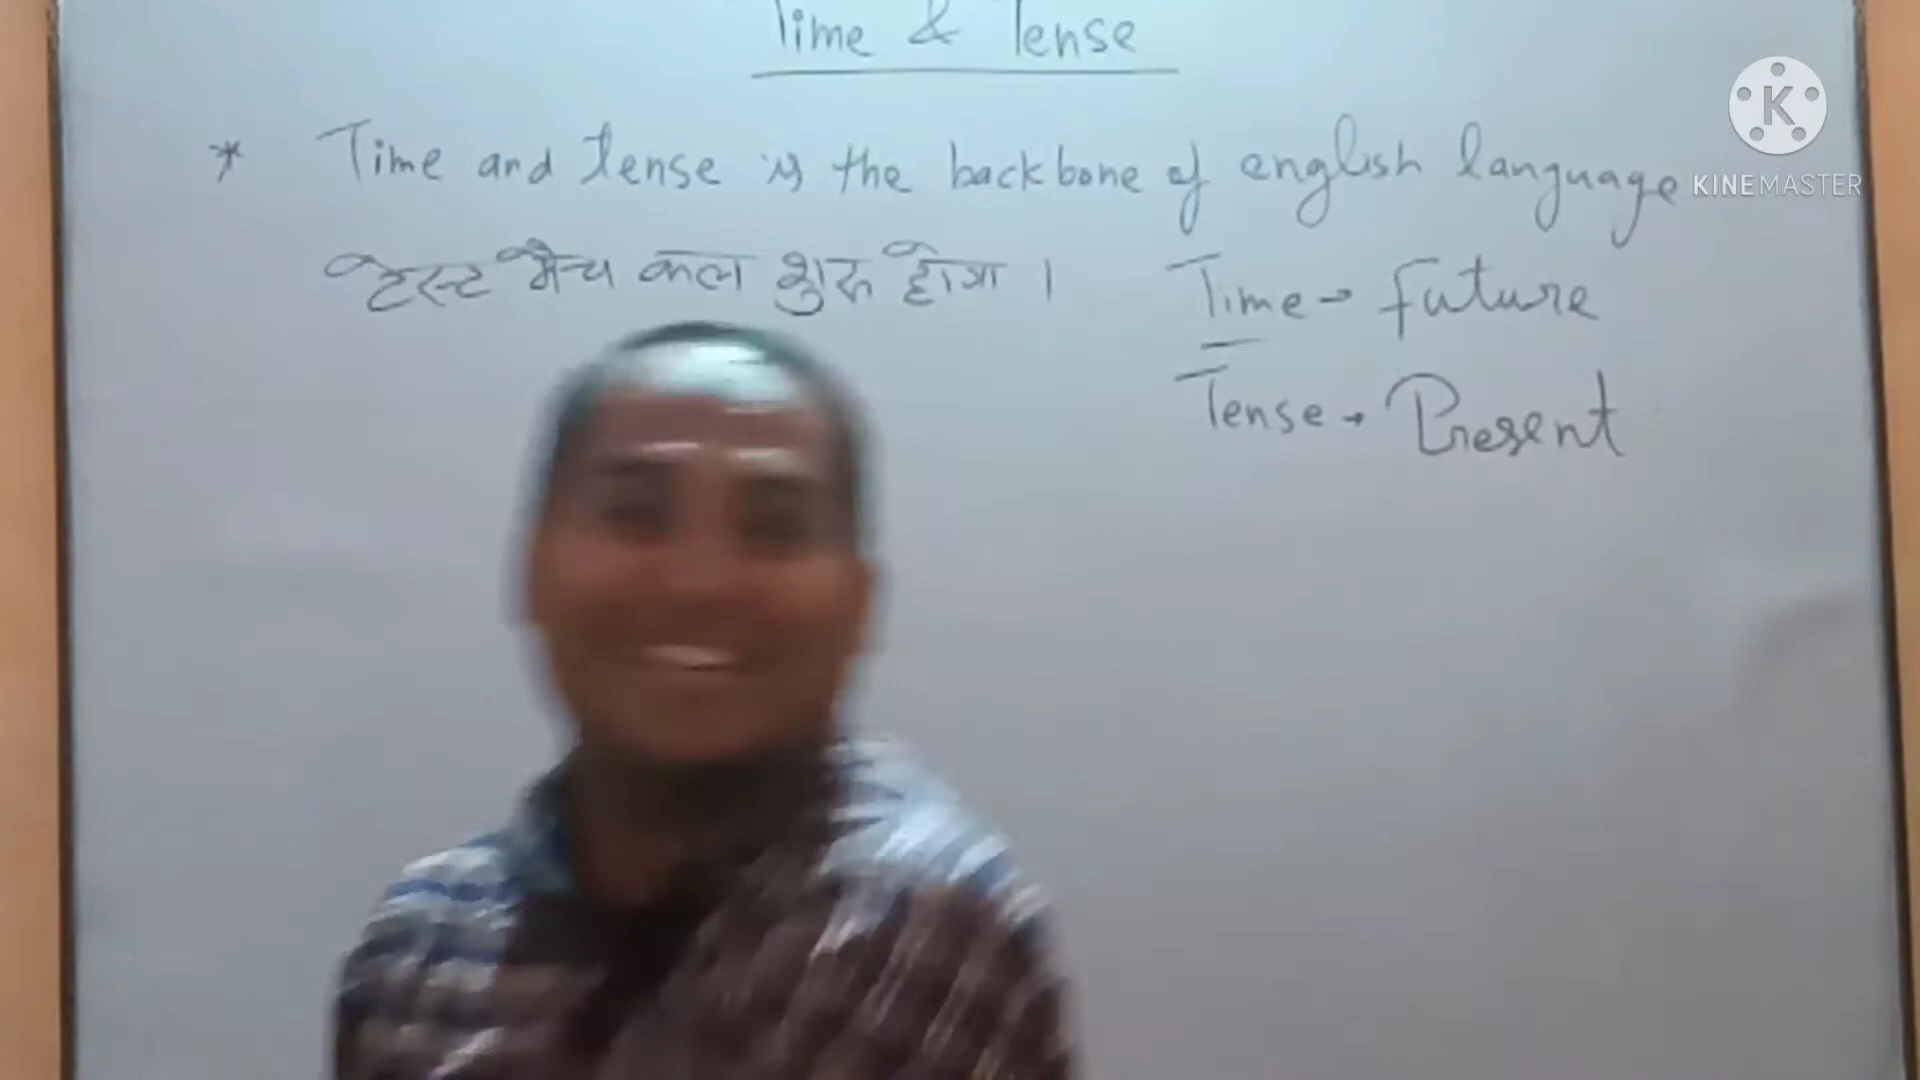 Time & Tense
* Time and tense is the backbone of english language
टेस्ट मैच कल शुरू होगा ।
Time → Future
Tense → Present
K
KINEMASTER